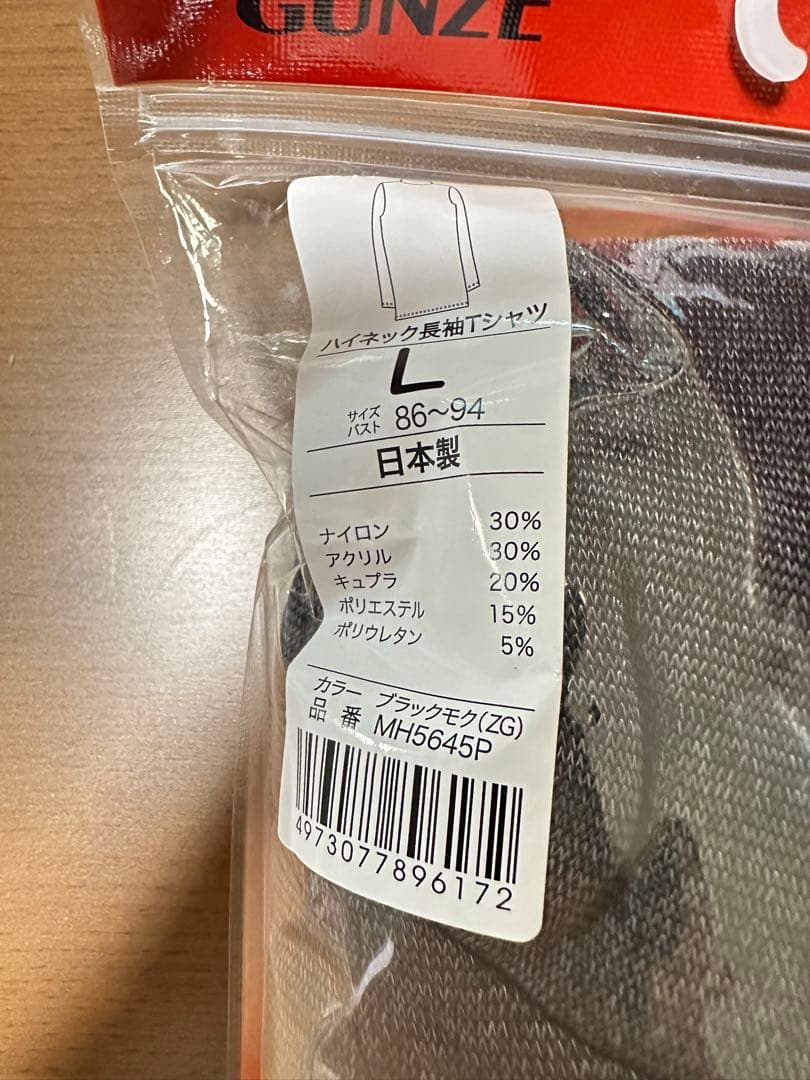 GUNZE
ハイネック長袖Tシャツ
L
サイズ
バスト 86〜94
日本製
ナイロン 30%
アクリル 30%
キュプラ 20%
ポリエステル 15%
ポリウレタン 5%
カラー ブラックモク(ZG)
品番 MH5645P
4973077896172